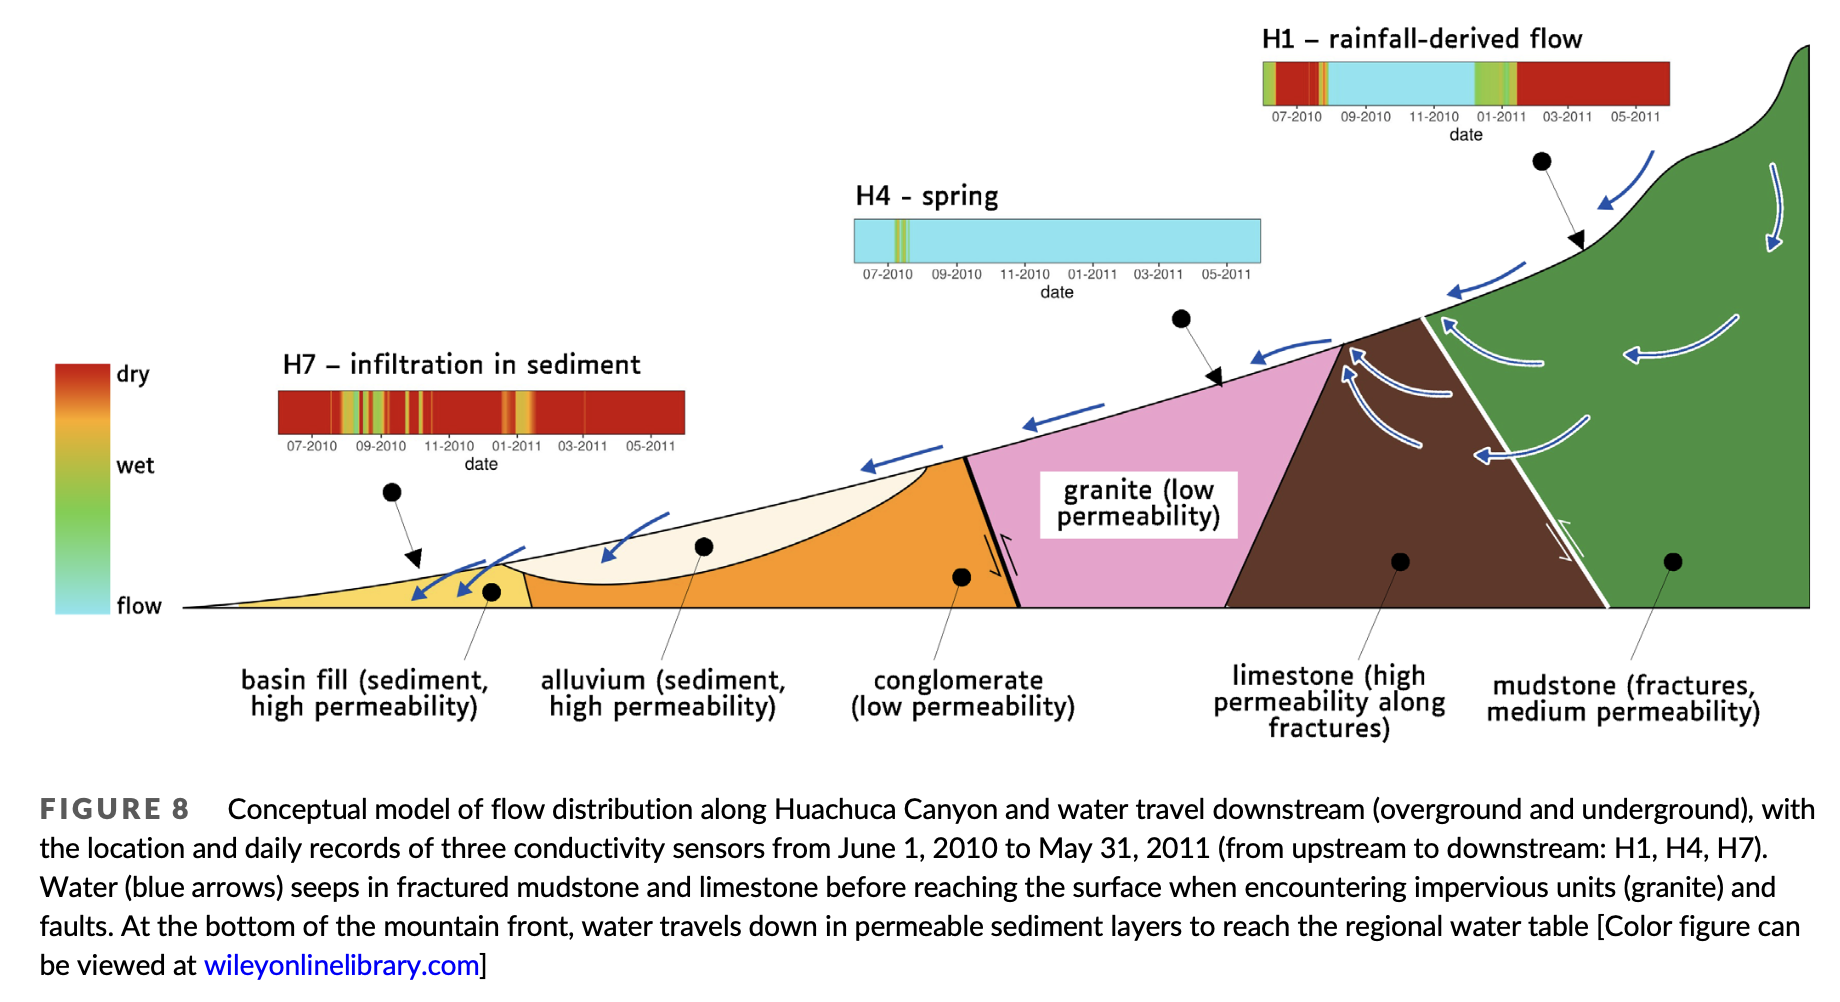 H1 – rainfall-derived flow
07-2010 09-2010 11-2010 01-2011 03-2011 05-2011
date
H4 - spring
07-2010 09-2010 11-2010 01-2011 03-2011 05-2011
date
H7 – infiltration in sediment
07-2010 09-2010 11-2010 01-2011 03-2011 05-2011
date
dry
wet
flow
granite (low
permeability)
basin fill (sediment,
high permeability)
alluvium (sediment,
high permeability)
conglomerate
(low permeability)
limestone (high
permeability along
fractures)
mudstone (fractures,
medium permeability)
FIGURE 8 Conceptual model of flow distribution along Huachuca Canyon and water travel downstream (overground and underground), with
the location and daily records of three conductivity sensors from June 1, 2010 to May 31, 2011 (from upstream to downstream: H1, H4, H7).
Water (blue arrows) seeps in fractured mudstone and limestone before reaching the surface when encountering impervious units (granite) and
faults. At the bottom of the mountain front, water travels down in permeable sediment layers to reach the regional water table [Color figure can
be viewed at wileyonlinelibrary.com]